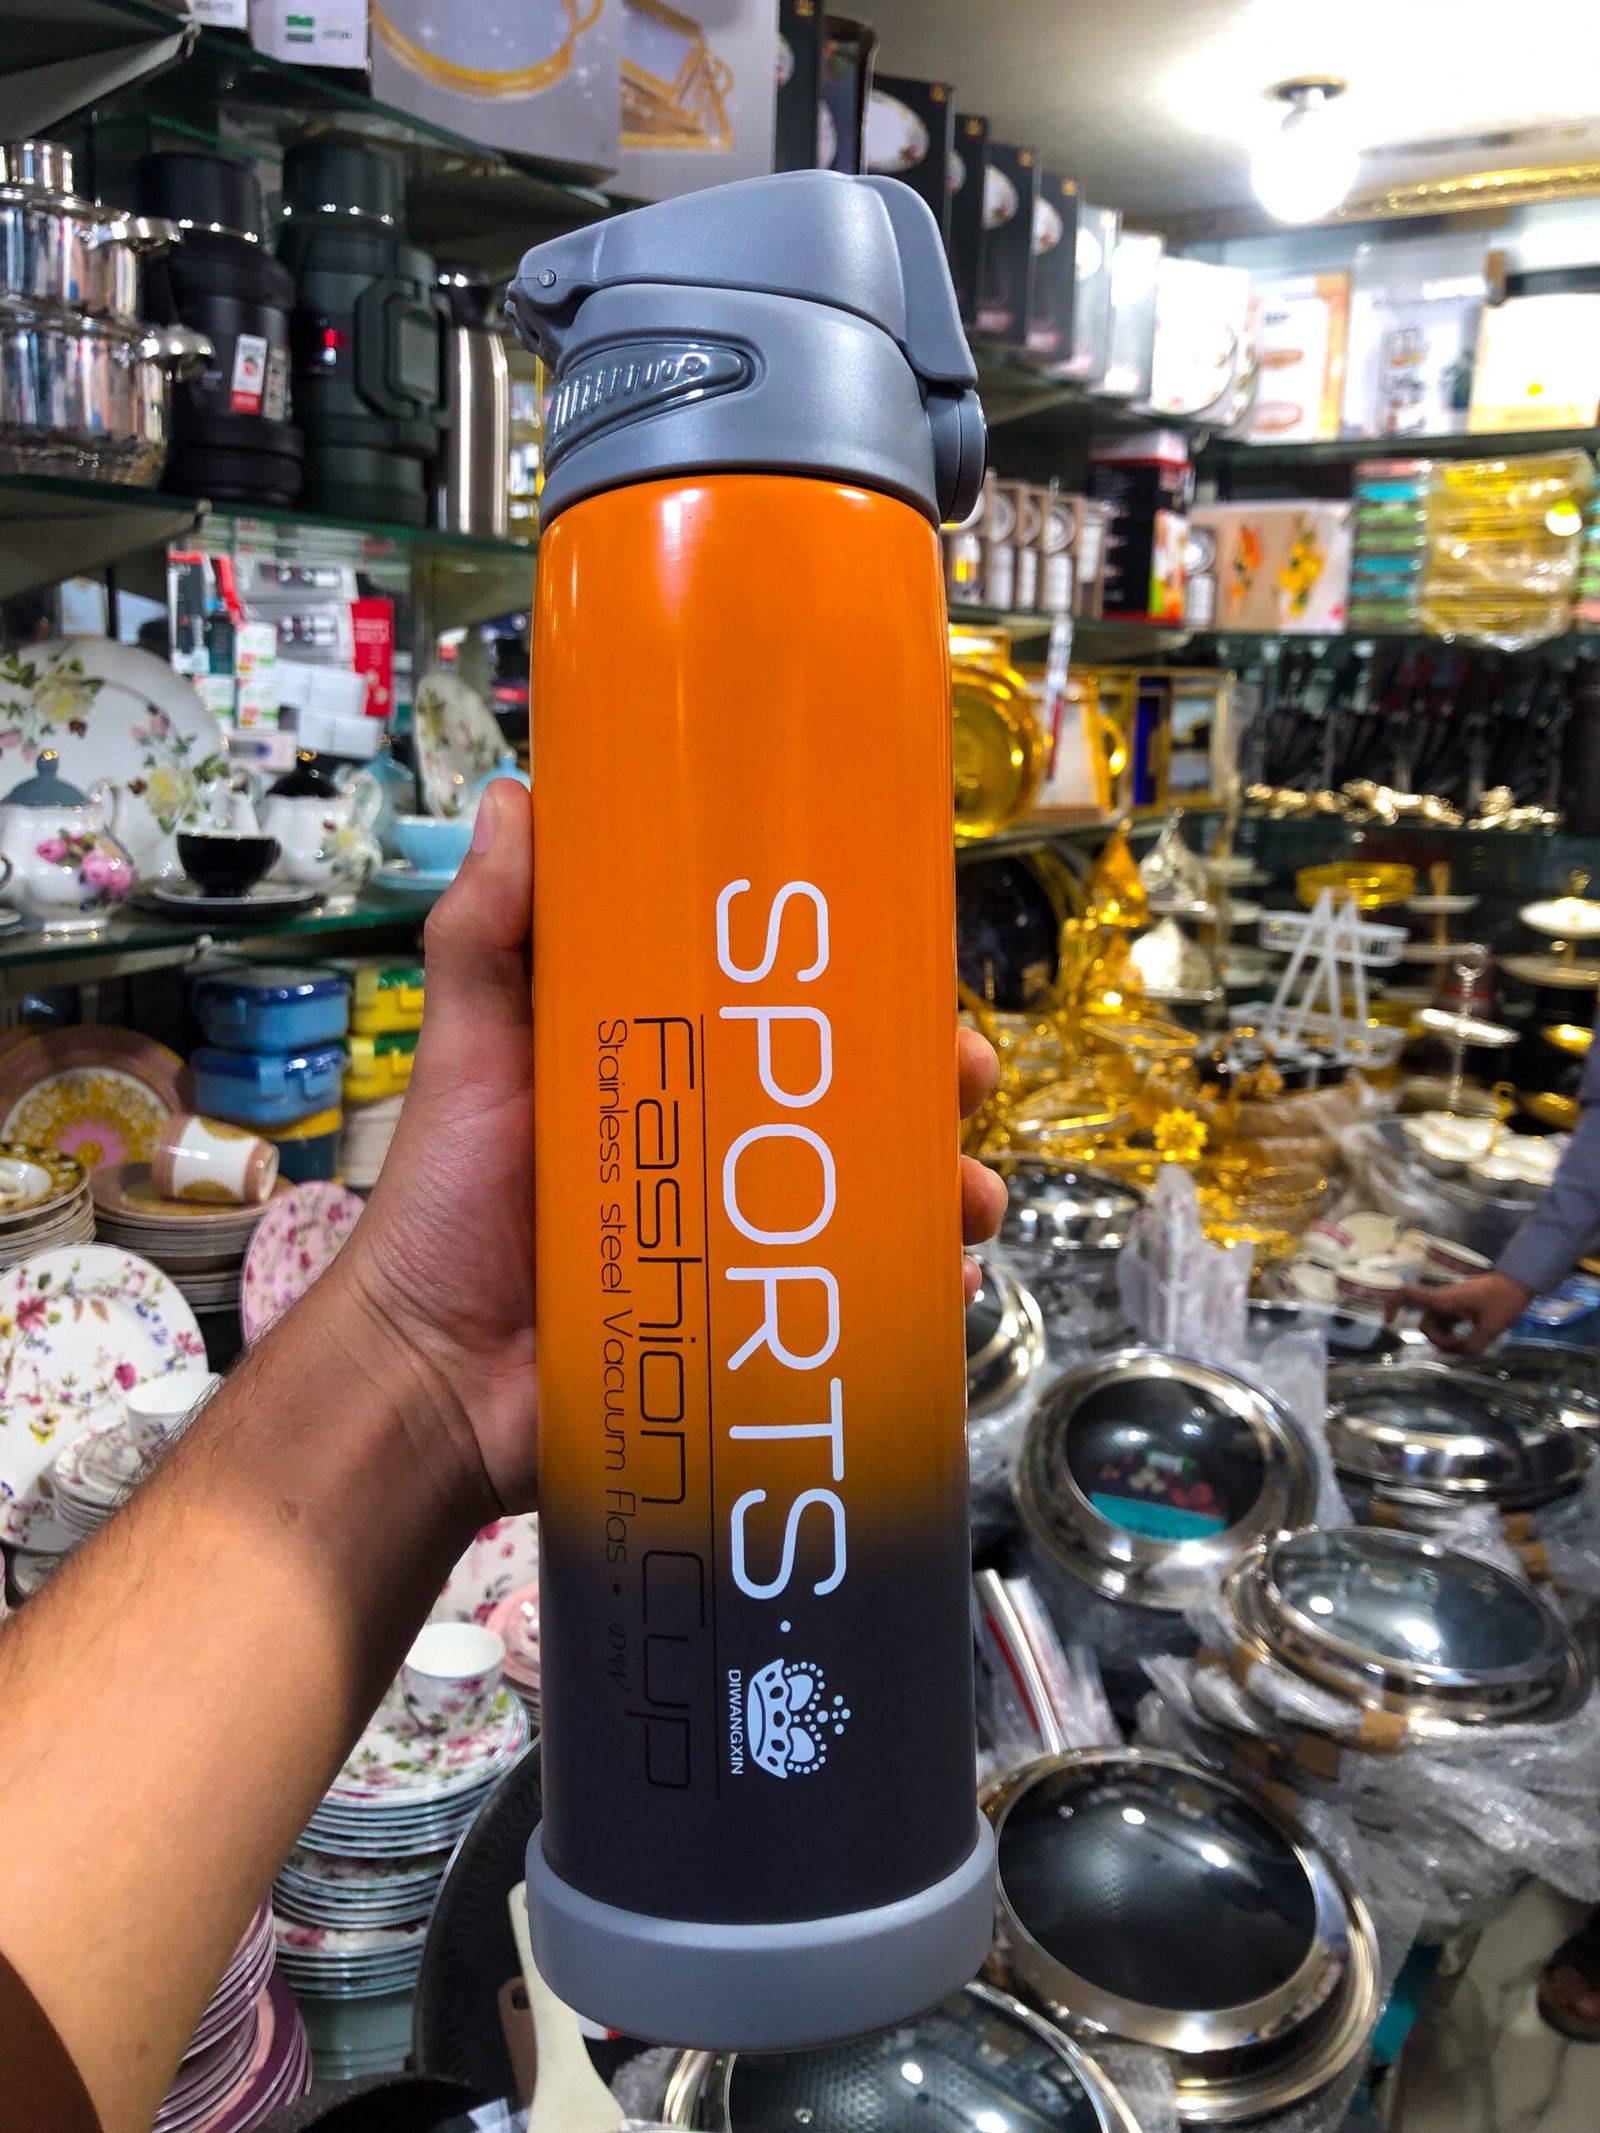 SPORTS·
DIWANGXIN
Fashion Cup
Stainless steel Vacuum Flas •